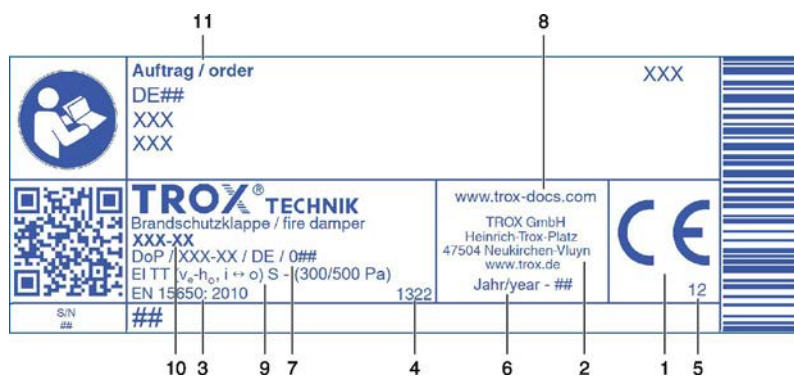 11 8
Auftrag / order XXX
DE##
XXX
XXX
TROX® TECHNIK
Brandschutzklappe / fire damper
XXX-XX
DoP / XXX-XX / DE / 0##
EI TT (ve-ho, i ↔ o) S - (300/500 Pa)
EN 15650: 2010 1322
www.trox-docs.com
TROX GmbH
Heinrich-Trox-Platz
47504 Neukirchen-Vluyn
www.trox.de
Jahr/year - ##
CE
12
S/N
##
##
10 3 9 7 4 6 2 1 5